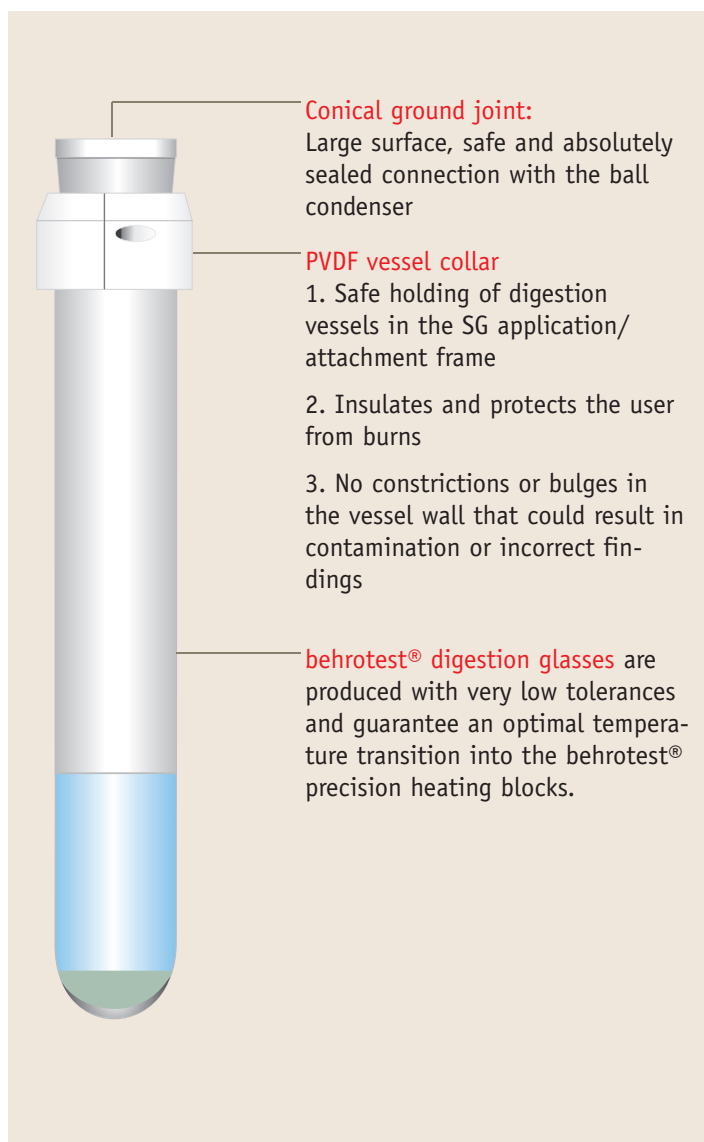 Conical ground joint:
Large surface, safe and absolutely
sealed connection with the ball
condenser
PVDF vessel collar
1. Safe holding of digestion
vessels in the SG application/
attachment frame
2. Insulates and protects the user
from burns
3. No constrictions or bulges in
the vessel wall that could result in
contamination or incorrect fin-
dings
behrotest® digestion glasses are
produced with very low tolerances
and guarantee an optimal tempera-
ture transition into the behrotest®
precision heating blocks.